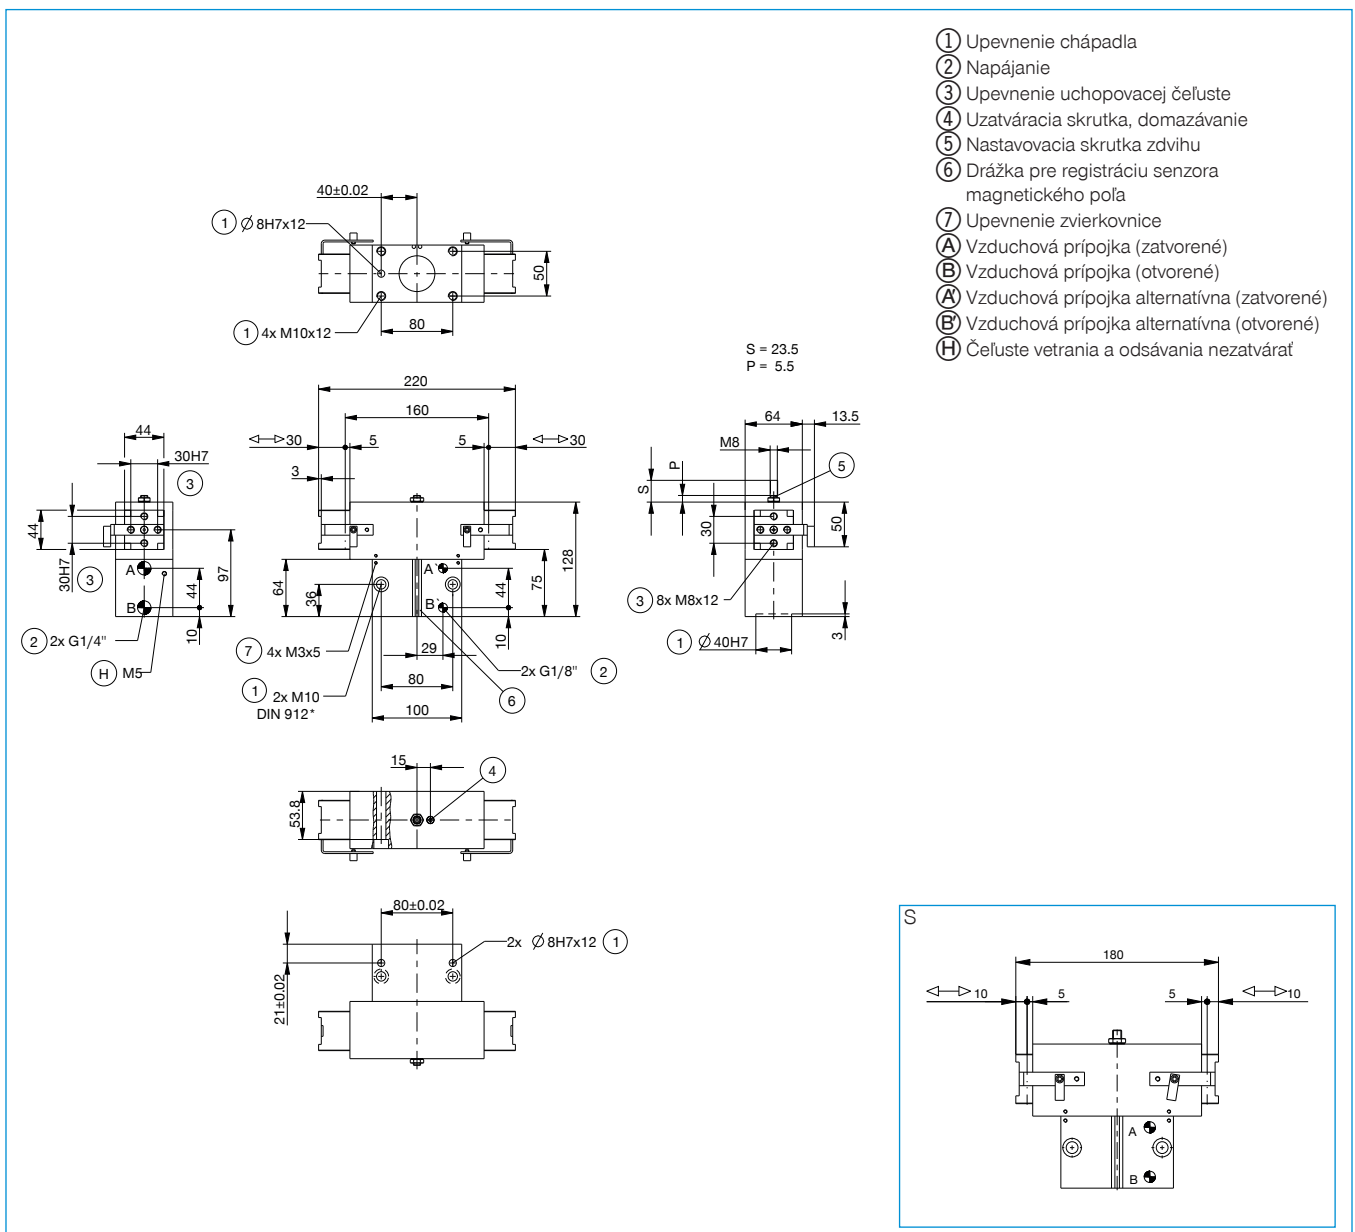 1 Upevnenie chápadla
2 Napájanie
3 Upevnenie uchopovacej čeľuste
4 Uzatváracia skrutka, domazávanie
5 Nastavovacia skrutka zdvihu
6 Drážka pre registráciu senzora
magnetického poľa
7 Upevnenie zvierkovnice
A Vzduchová prípojka (zatvorené)
B Vzduchová prípojka (otvorené)
A' Vzduchová prípojka alternatívna (zatvorené)
B' Vzduchová prípojka alternatívna (otvorené)
H Čeľuste vetrania a odsávania nezatvárať
40±0.02
1 Ø 8H7x12
50
1 4x M10x12
80
S = 23.5
P = 5.5
220
160
30
5
5
30
3
44
30H7
3
44
30H7
3
97
A
B
44
10
2 2x G1/4"
H M5
64
36
A'
B'
44
10
75
128
29
7 4x M3x5
80
1 2x M10
DIN 912*
100
2x G1/8" 2
6
64
13.5
M8
P
S
5
30
50
3 8x M8x12
1 Ø 40H7
3
15
4
53.8
80±0.02
2x Ø 8H7x12 1
21±0.02
S
180
10
5
5
10
A
B